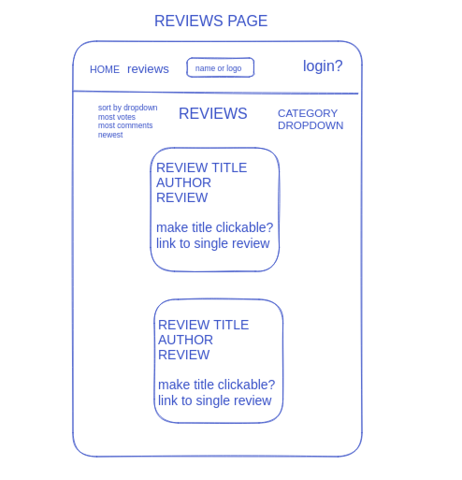 REVIEWS PAGE
HOME reviews name or logo login?
sort by dropdown
most votes
most comments
newest
REVIEWS
CATEGORY
DROPDOWN
REVIEW TITLE
AUTHOR
REVIEW
make title clickable?
link to single review
REVIEW TITLE
AUTHOR
REVIEW
make title clickable?
link to single review